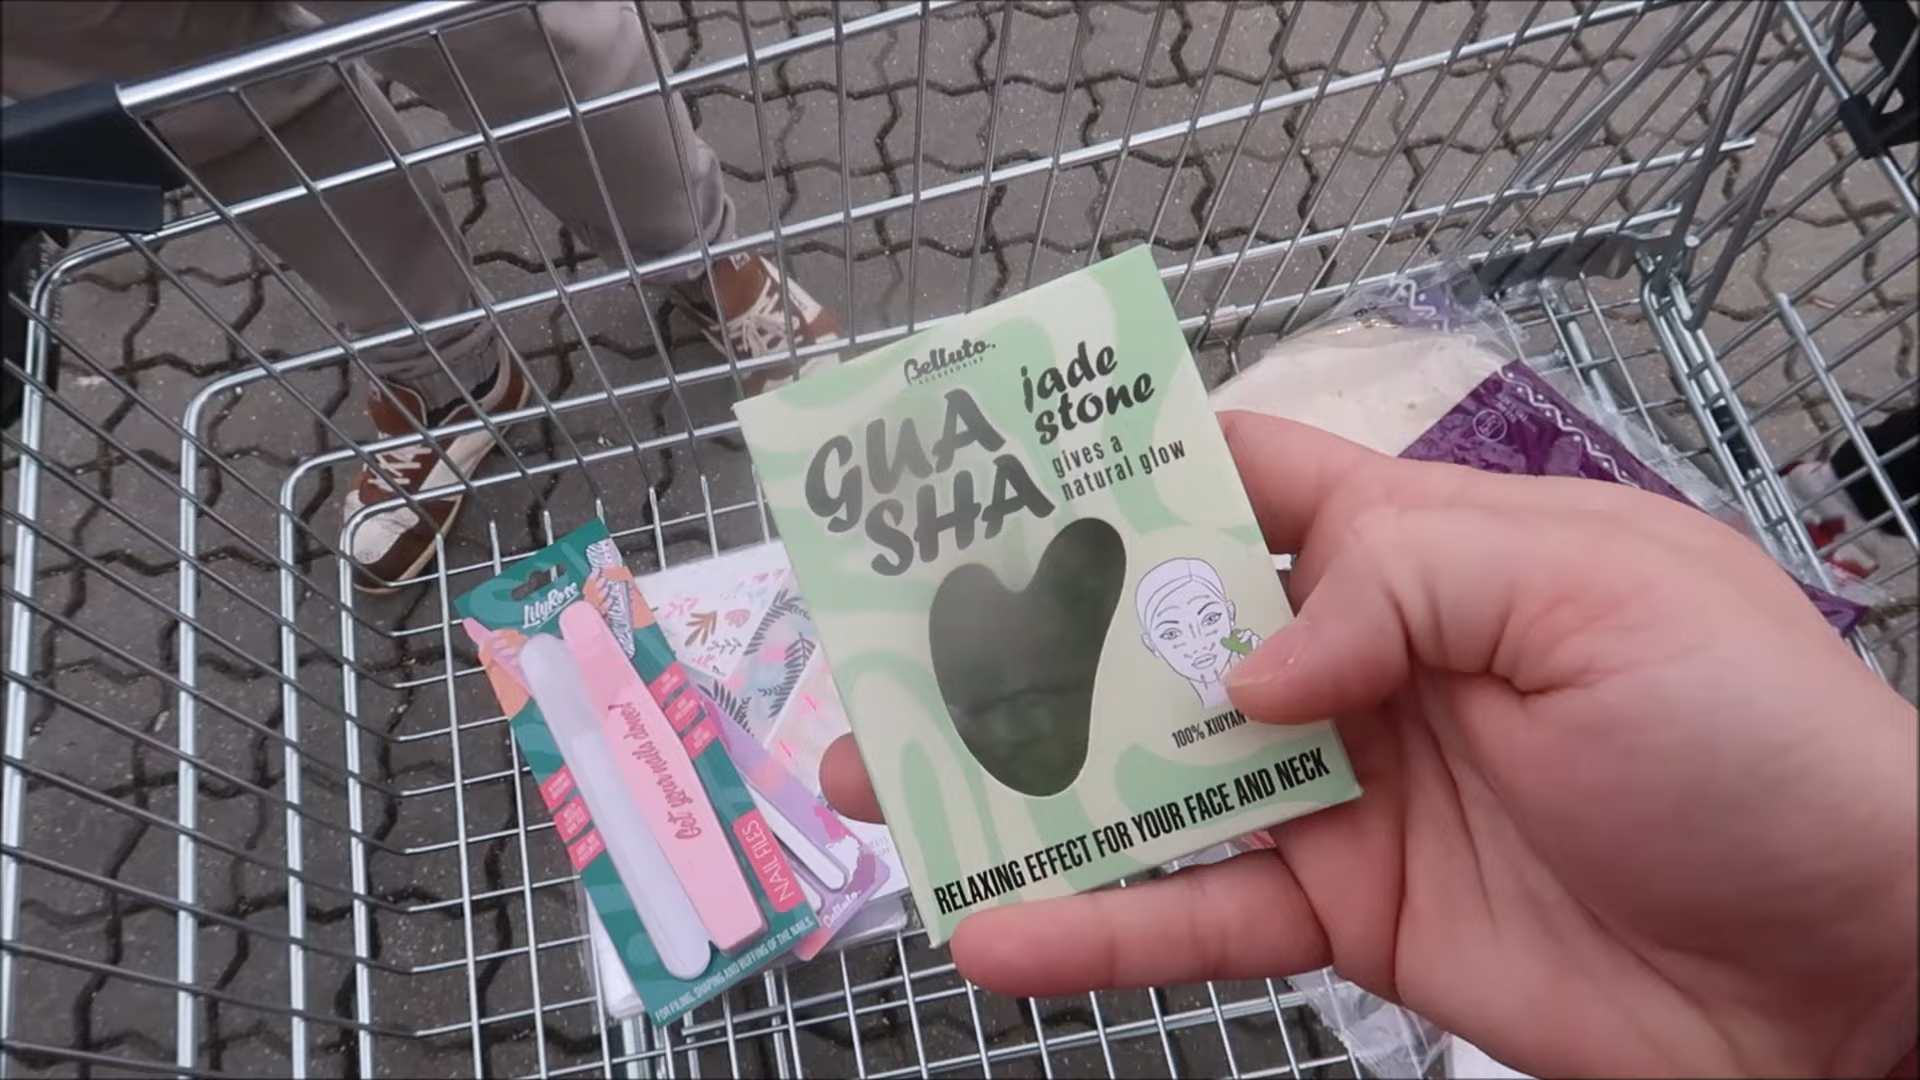 Belluto.
ACCESSORIES
GUA
SHA
jade
stone
gives a
natural glow
100% XIUYAN
RELAXING EFFECT FOR YOUR FACE AND NECK
LilyRose
Get your nails done!
NAIL FILES
FOR FILING, SHAPING AND BUFFING OF THE NAILS.
Belluto.